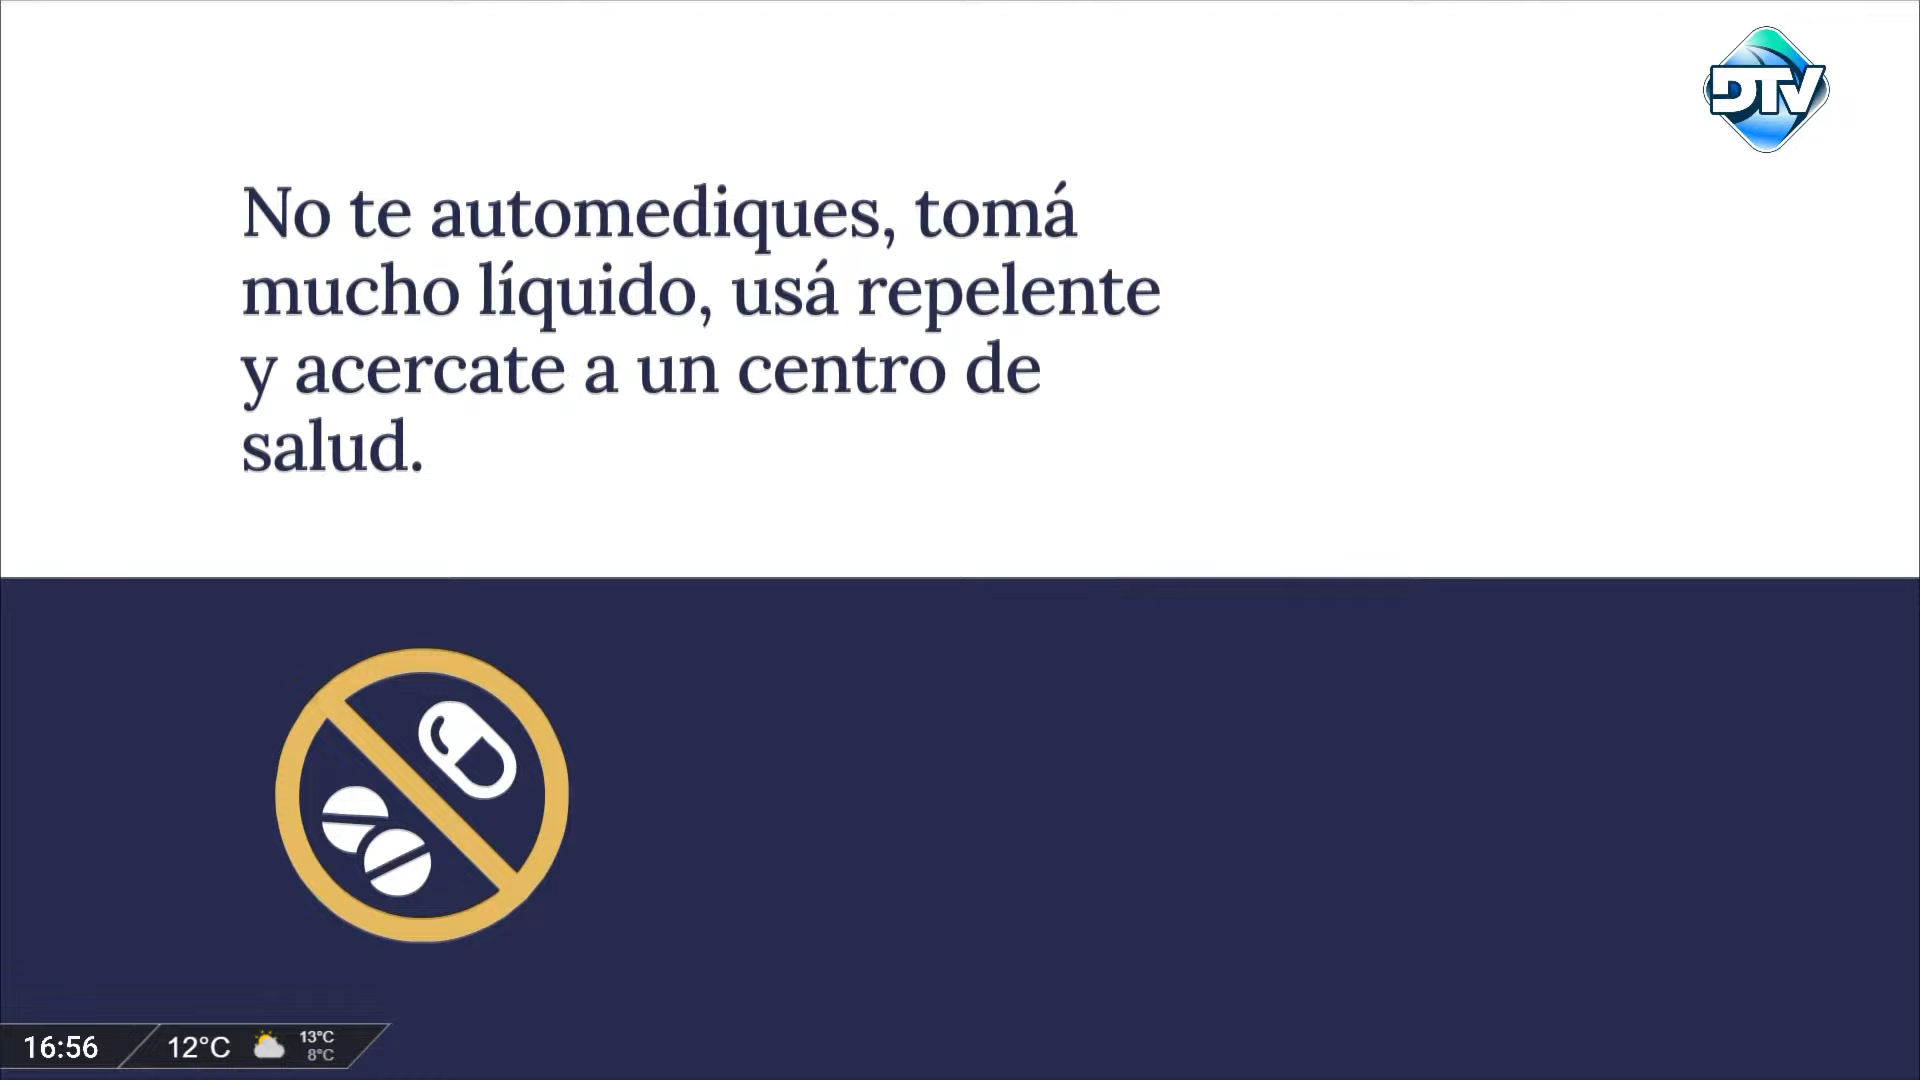 DTV
No te automediques, tomá
mucho líquido, usá repelente
y acercate a un centro de
salud.
16:56
12°C
13°C
8°C